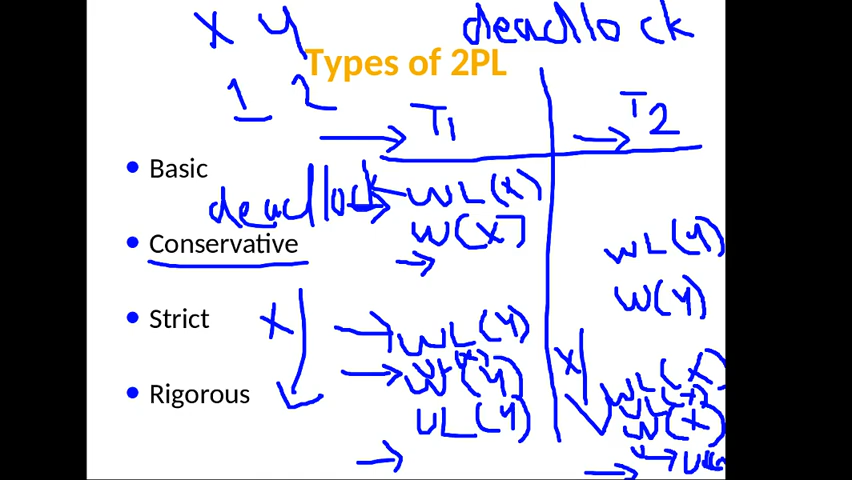 x y deadlock
Types of 2PL
1 2
T1 T2
Basic
WL(x)
deadlock
W(x)
Conservative
WL(y)
W(y)
Strict
X
WL(y)
X
W(y)
WL(x)
Rigorous
UL(y)
W(x)